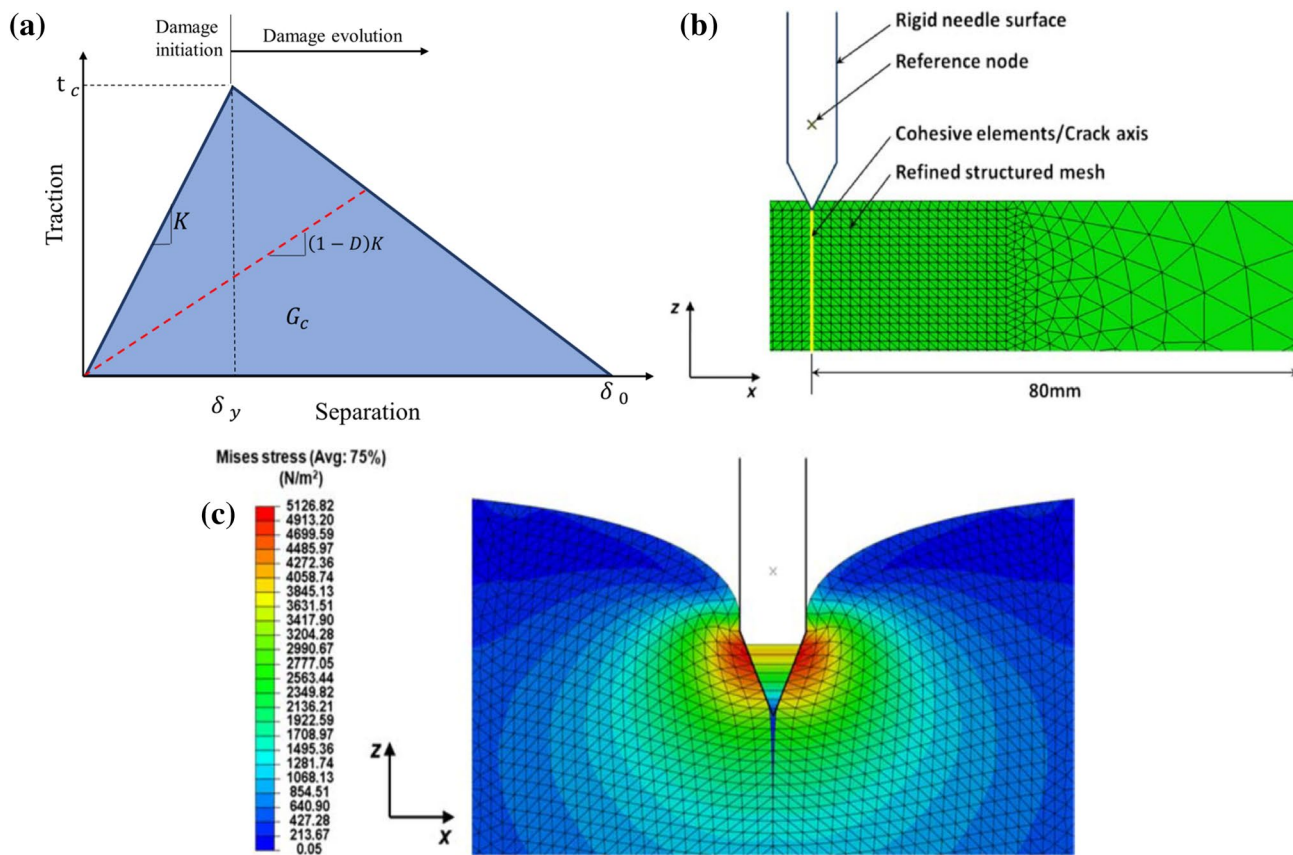 (a)
Damage
initiation
Damage evolution
t c
Traction
K
(1 − D)K
G_c
δ y
Separation
δ 0
(b)
Rigid needle surface
Reference node
Cohesive elements/Crack axis
Refined structured mesh
z
x
80mm
Mises stress (Avg: 75%)
(N/m²)
(c)
5126.82
4913.20
4699.59
4485.97
4272.36
4058.74
3845.13
3631.51
3417.90
3204.28
2990.67
2777.05
2563.44
2349.82
2136.21
1922.59
1708.97
1495.36
1281.74
1068.13
854.51
640.90
427.28
213.67
0.05
Z
X